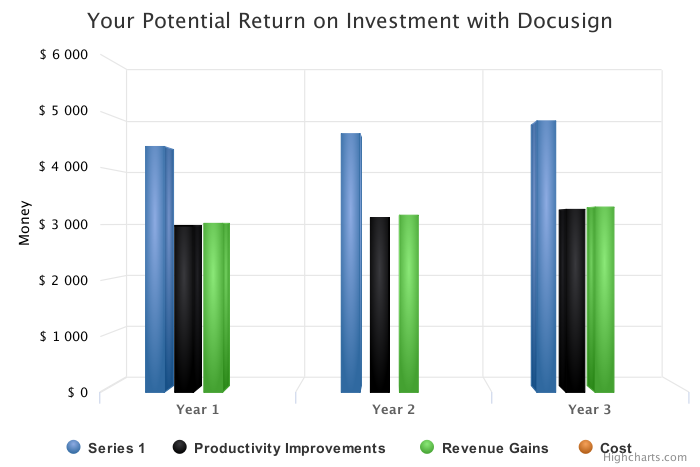 Your Potential Return on Investment with Docusign
$ 6 000
$ 5 000
$ 4 000
$ 3 000
$ 2 000
$ 1 000
$ 0
Money
Year 1
Year 2
Year 3
Series 1
Productivity Improvements
Revenue Gains
Cost
Highcharts.com